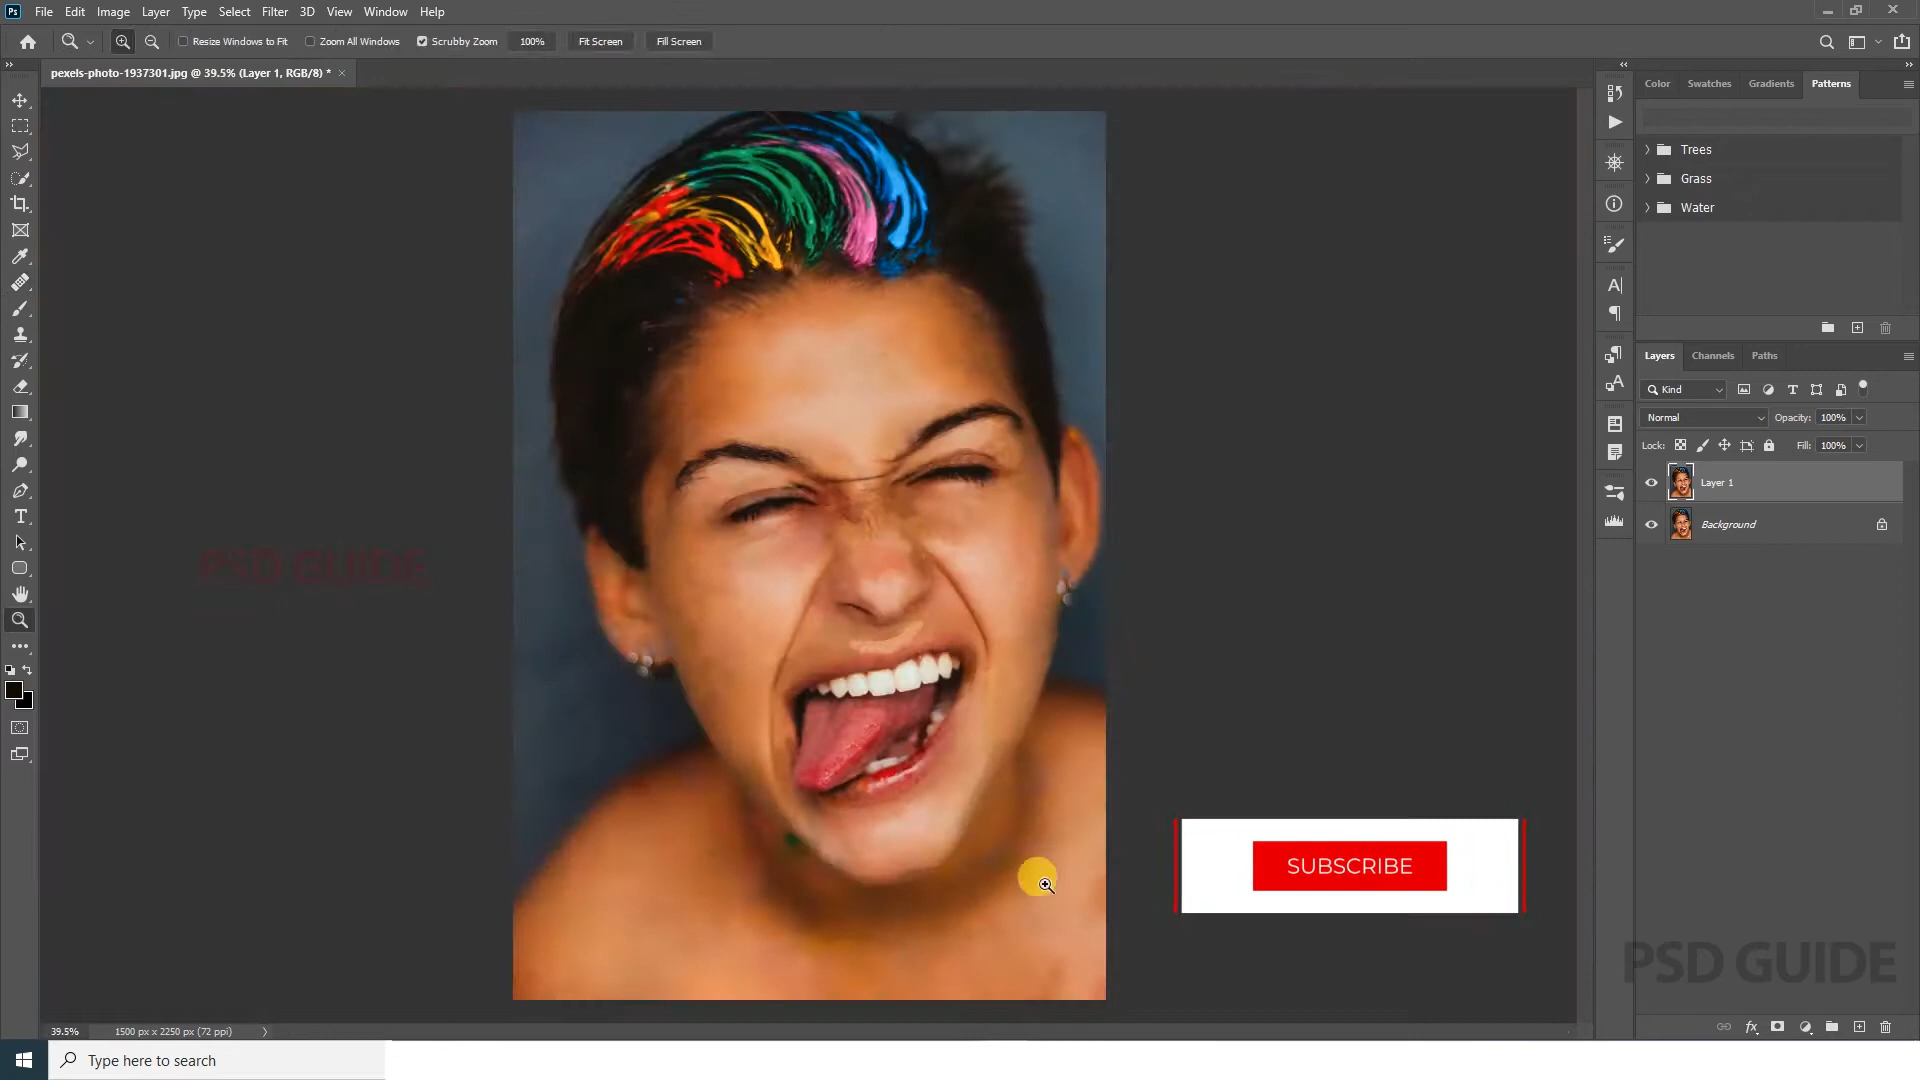 Ps File Edit Image Layer Type Select Filter 3D View Window Help
Resize Windows to Fit Zoom All Windows Scrubby Zoom 100% Fit Screen Fill Screen
pexels-photo-1937301.jpg @ 39.5% (Layer 1, RGB/8) * ×
Color Swatches Gradients Patterns
Trees
Grass
Water
Layers Channels Paths
Kind
Normal Opacity: 100%
Lock: Fill: 100%
Layer 1
Background
PSD GUIDE
SUBSCRIBE
PSD GUIDE
39.5% 1500 px x 2250 px (72 ppi)
Type here to search